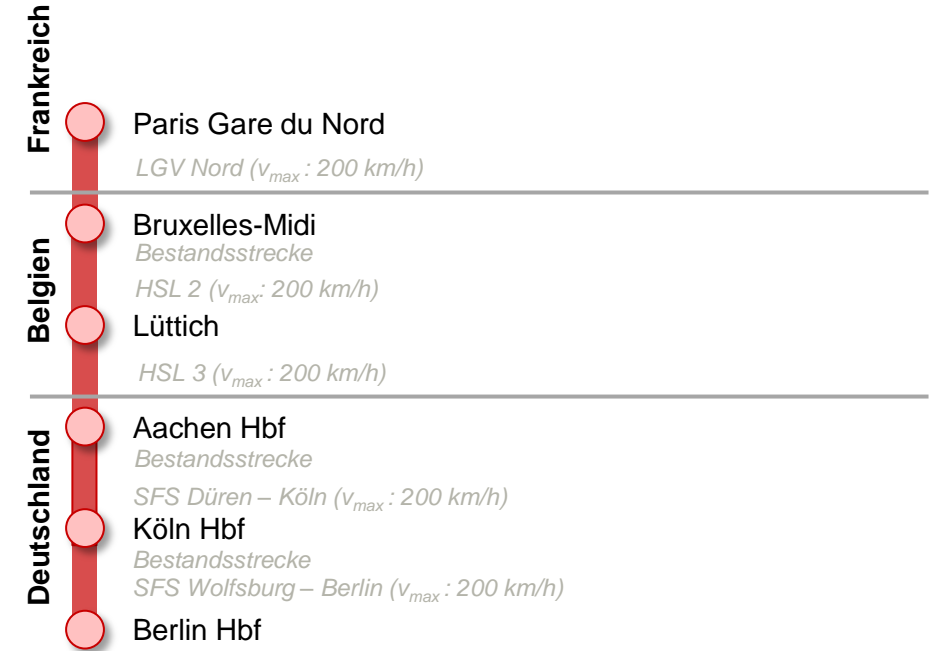 Frankreich
Paris Gare du Nord
LGV Nord (vmax : 200 km/h)
Belgien
Bruxelles-Midi
Bestandsstrecke
HSL 2 (vmax: 200 km/h)
Lüttich
HSL 3 (vmax : 200 km/h)
Deutschland
Aachen Hbf
Bestandsstrecke
SFS Düren – Köln (vmax : 200 km/h)
Köln Hbf
Bestandsstrecke
SFS Wolfsburg – Berlin (vmax : 200 km/h)
Berlin Hbf